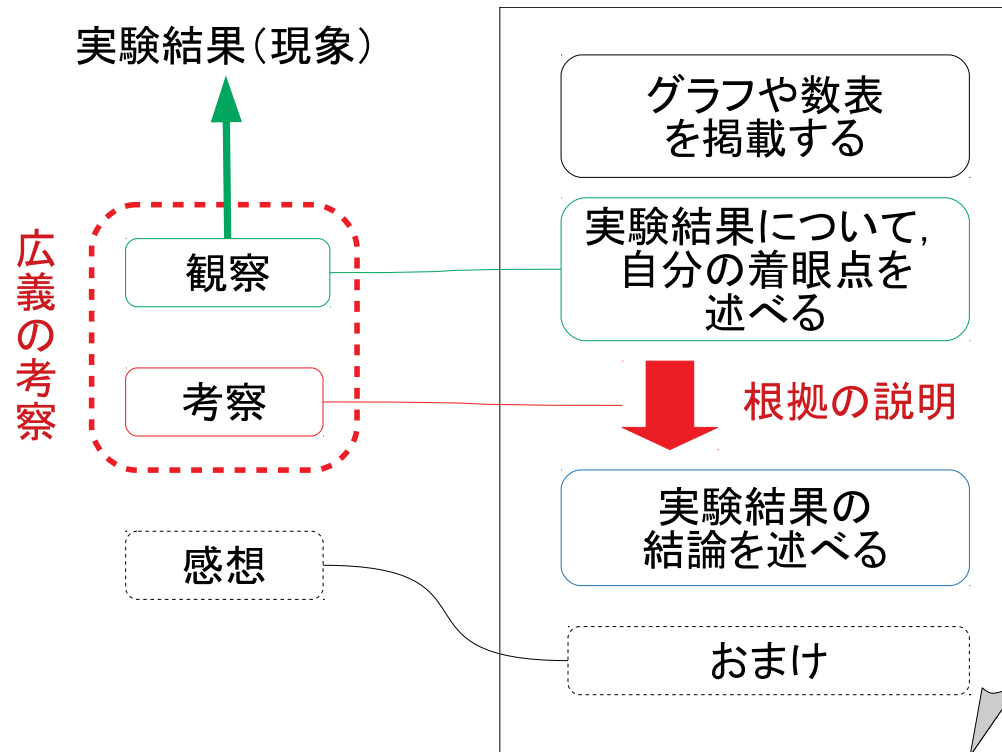 実験結果(現象)
広義の考察
観察
考察
感想
グラフや数表
を掲載する
実験結果について,
自分の着眼点を
述べる
根拠の説明
実験結果の
結論を述べる
おまけ